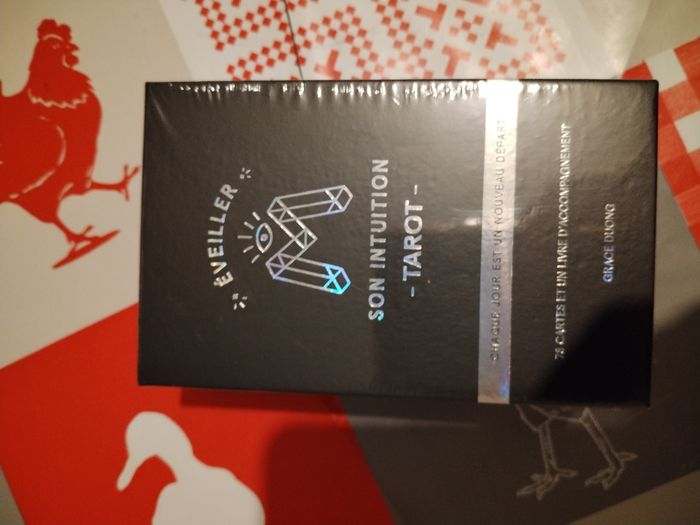 ÉVEILLER
SON INTUITION
- TAROT -
CHAQUE JOUR EST UN NOUVEAU DÉPART
78 CARTES ET UN LIVRE D'ACCOMPAGNEMENT
GRACE DUONG